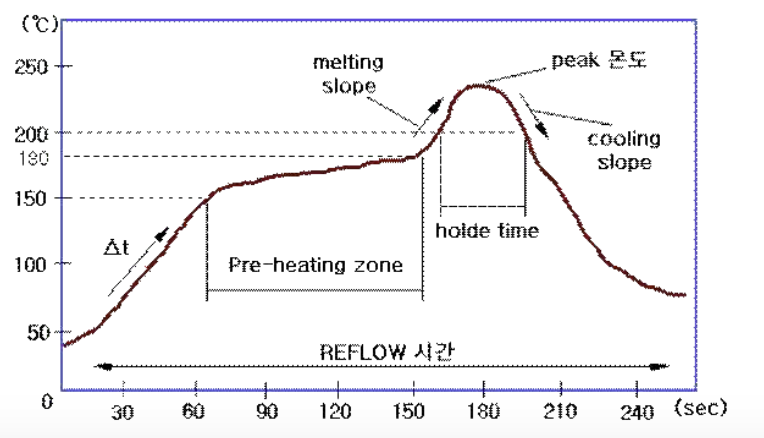 (℃)
250
200
180
150
100
50
0
melting
slope
peak 온도
cooling
slope
holde time
Δt
Pre-heating zone
REFLOW 시간
30
60
90
120
150
180
210
240
(sec)